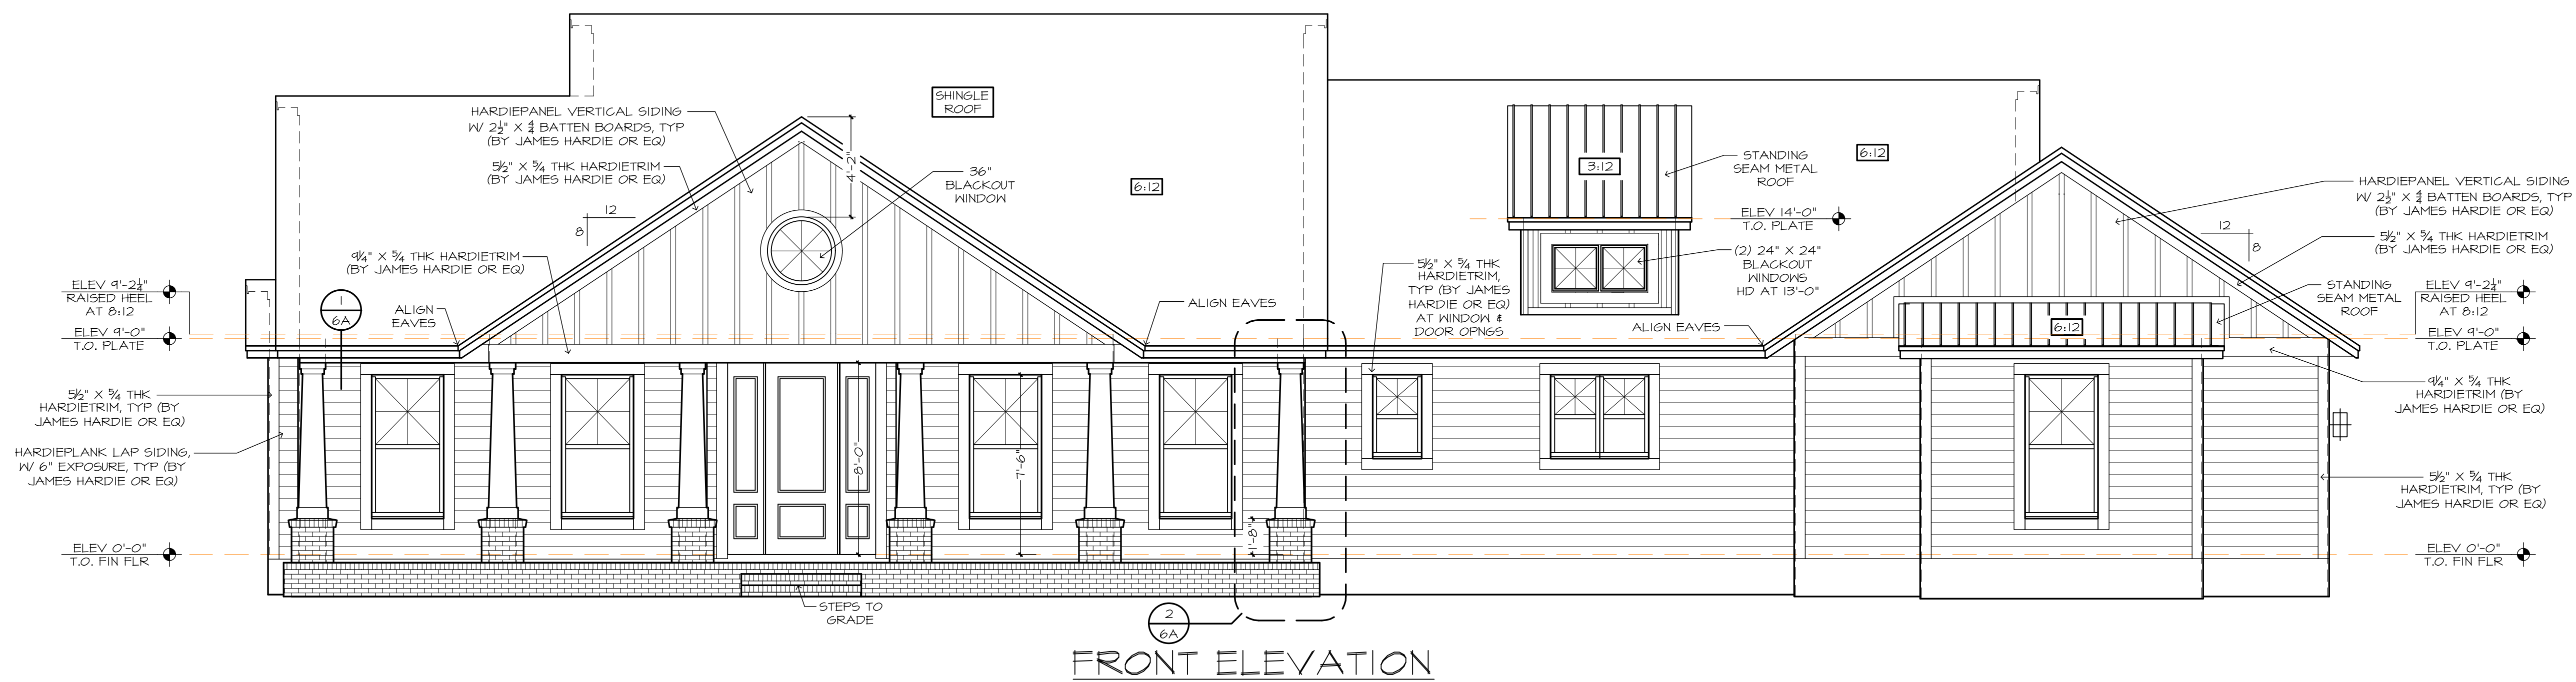 SHINGLE
ROOF
HARDIEPANEL VERTICAL SIDING
W/ 2½" X 4/4 BATTEN BOARDS, TYP
(BY JAMES HARDIE OR EQ)
5½" X 5/4 THK HARDIETRIM
(BY JAMES HARDIE OR EQ)
4'-2"
36"
BLACKOUT
WINDOW
6:12
12
8
9¼" X 5/4 THK HARDIETRIM
(BY JAMES HARDIE OR EQ)
ELEV 9'-2¼"
RAISED HEEL
AT 8:12
ELEV 9'-0"
T.O. PLATE
1
6A
ALIGN
EAVES
ALIGN EAVES
5½" X 5/4 THK
HARDIETRIM, TYP (BY
JAMES HARDIE OR EQ)
HARDIEPLANK LAP SIDING,
W/ 6" EXPOSURE, TYP (BY
JAMES HARDIE OR EQ)
ELEV 0'-0"
T.O. FIN FLR
8'-0"
7'-6"
1'-8"
STEPS TO
GRADE
2
6A
3:12
STANDING
SEAM METAL
ROOF
6:12
ELEV 14'-0"
T.O. PLATE
(2) 24" X 24"
BLACKOUT
WINDOWS
HD AT 13'-0"
5½" X 5/4 THK
HARDIETRIM,
TYP (BY JAMES
HARDIE OR EQ)
AT WINDOW &
DOOR OPNGS
ALIGN EAVES
HARDIEPANEL VERTICAL SIDING
W/ 2½" X 4/4 BATTEN BOARDS, TYP
(BY JAMES HARDIE OR EQ)
12
8
5½" X 5/4 THK HARDIETRIM
(BY JAMES HARDIE OR EQ)
STANDING
SEAM METAL
ROOF
6:12
ELEV 9'-2¼"
RAISED HEEL
AT 8:12
ELEV 9'-0"
T.O. PLATE
9¼" X 5/4 THK
HARDIETRIM (BY
JAMES HARDIE OR EQ)
5½" X 5/4 THK
HARDIETRIM, TYP (BY
JAMES HARDIE OR EQ)
ELEV 0'-0"
T.O. FIN FLR
FRONT ELEVATION